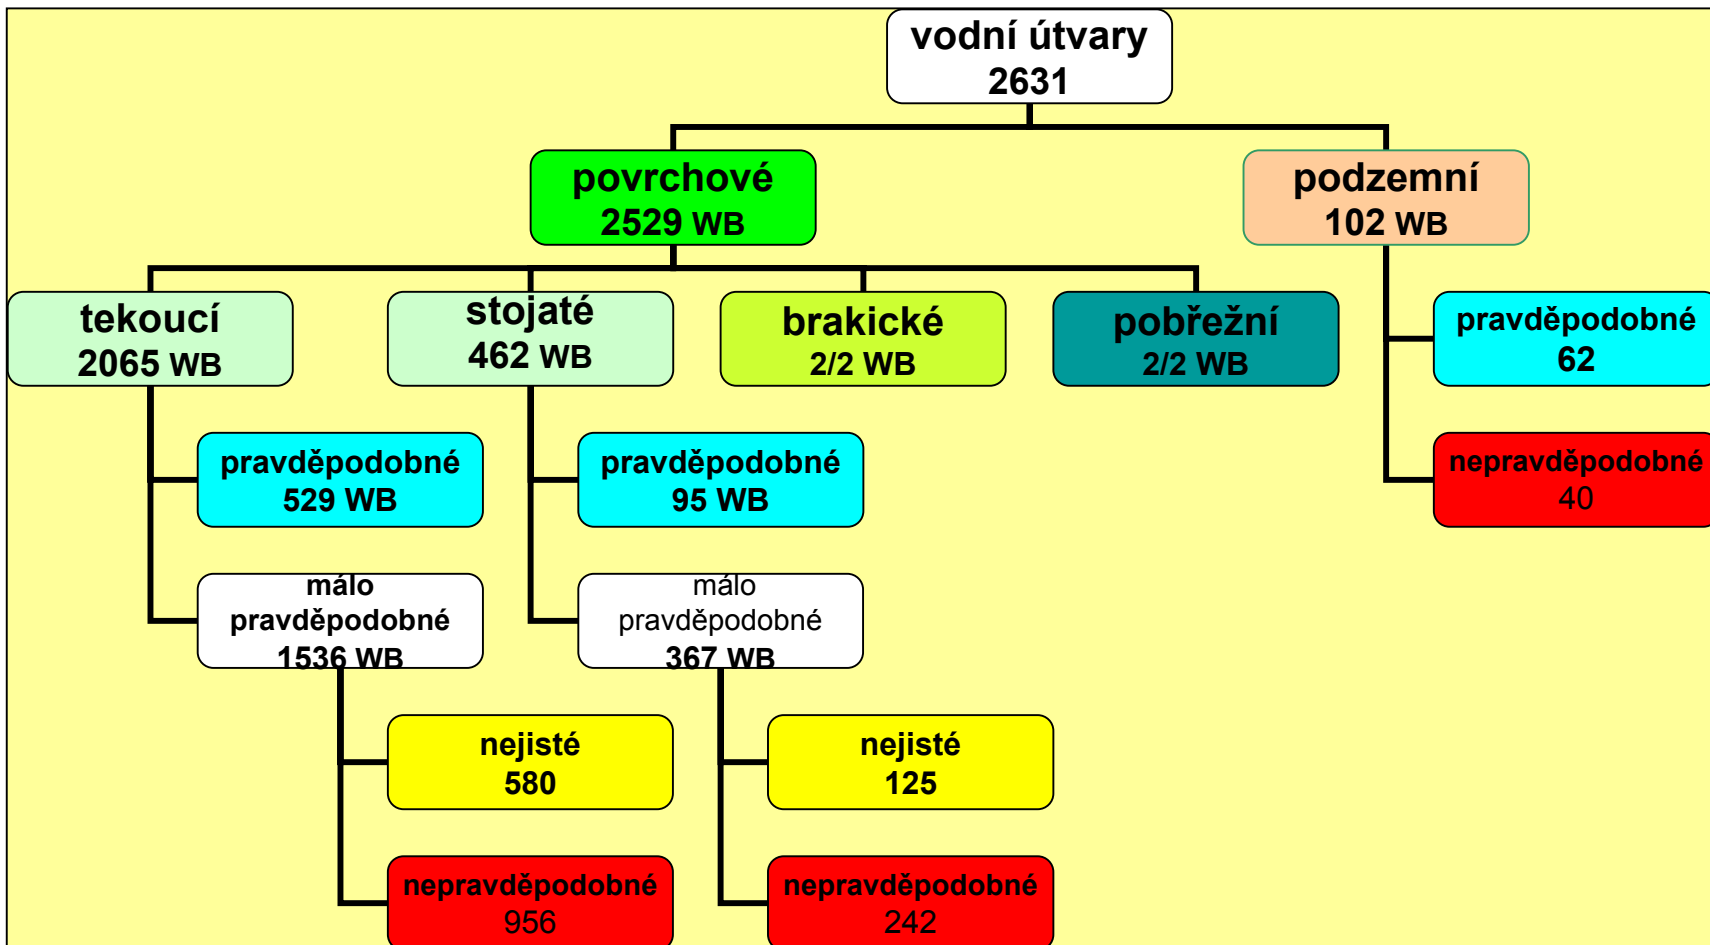 vodní útvary
2631
povrchové
2529 WB
podzemní
102 WB
tekoucí
2065 WB
stojaté
462 WB
brakické
2/2 WB
pobřežní
2/2 WB
pravděpodobné
62
pravděpodobné
529 WB
pravděpodobné
95 WB
nepravděpodobné
40
málo
pravděpodobné
1536 WB
málo
pravděpodobné
367 WB
nejisté
580
nejisté
125
nepravděpodobné
956
nepravděpodobné
242